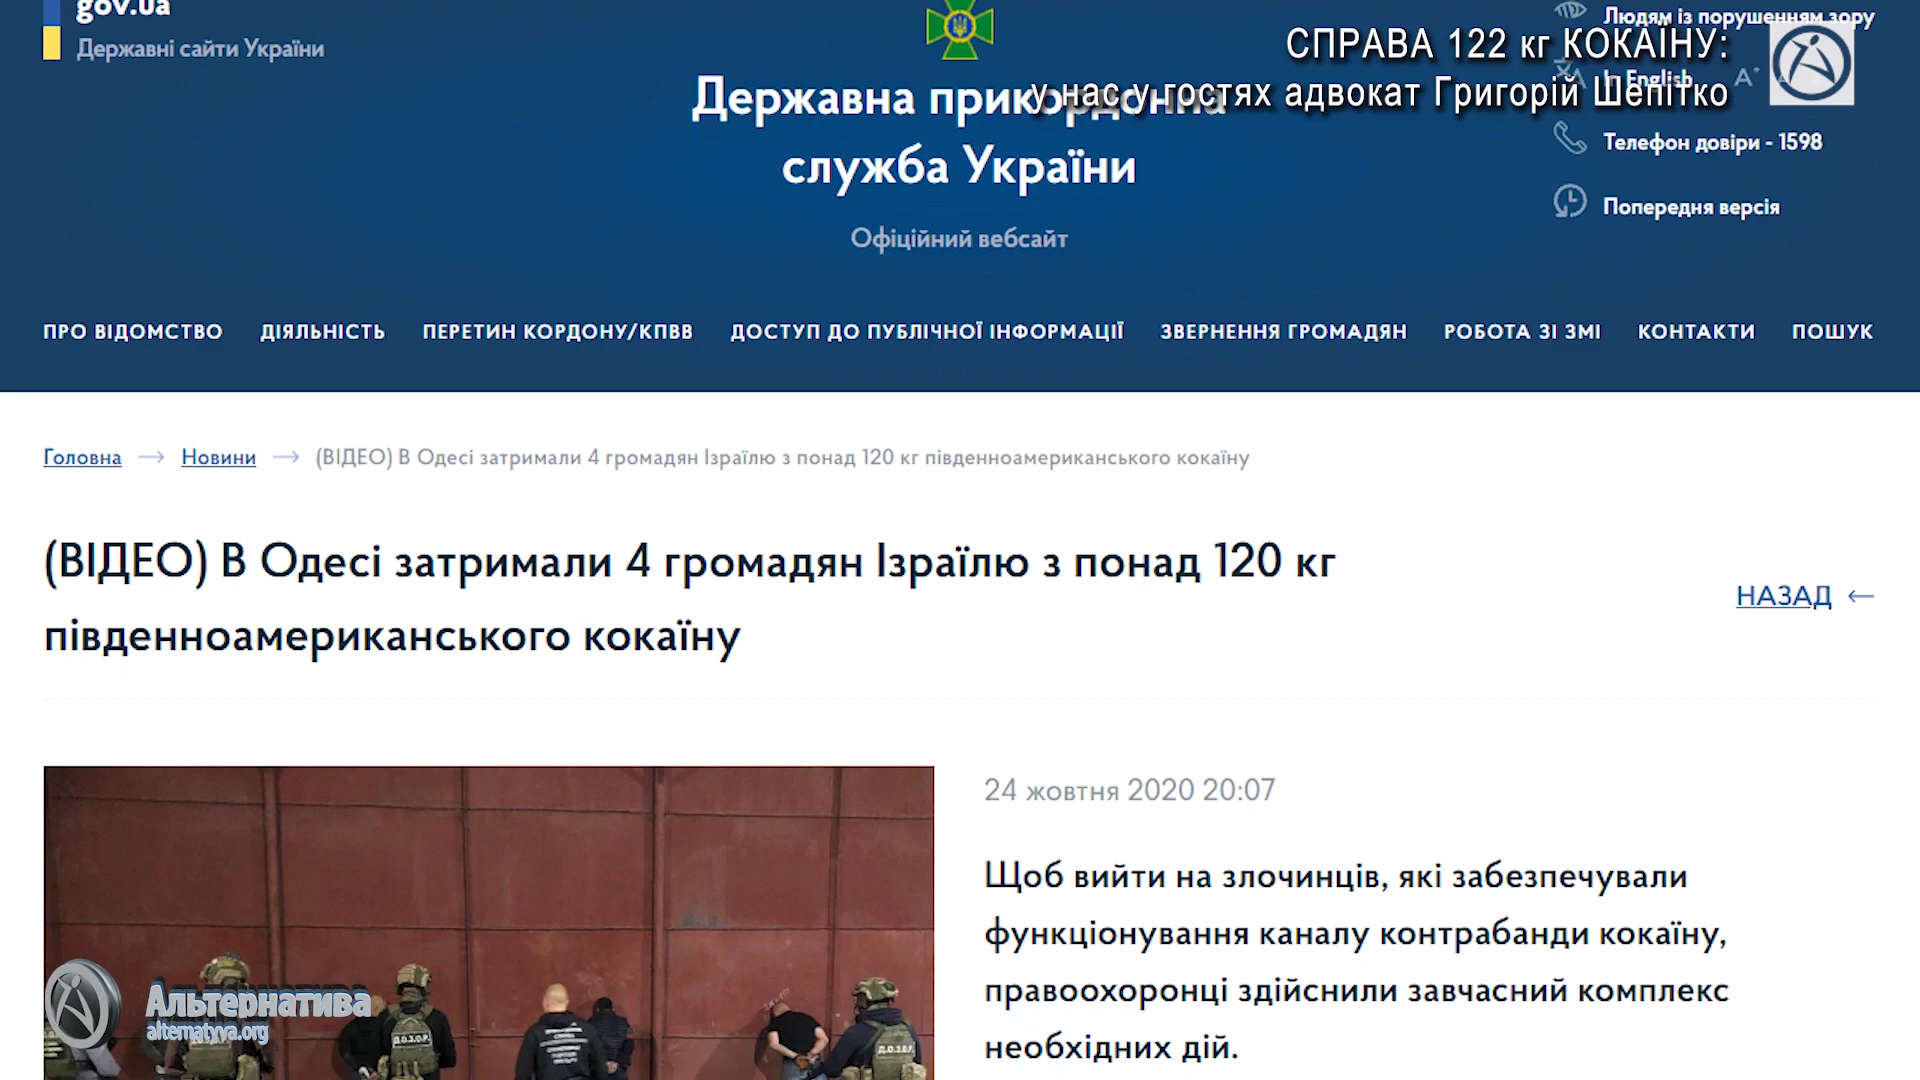 gov.ua
Державні сайти України
Державна прикордонна
служба України
Офіційний вебсайт
Людям із порушенням зору
СПРАВА 122 кг КОКАЇНУ:
у нас у гостях адвокат Григорій Шепітко
English
A+
Телефон довіри - 1598
Попередня версія
ПРО ВІДОМСТВО ДІЯЛЬНІСТЬ ПЕРЕТИН КОРДОНУ/КПВВ ДОСТУП ДО ПУБЛІЧНОЇ ІНФОРМАЦІЇ ЗВЕРНЕННЯ ГРОМАДЯН РОБОТА ЗІ ЗМІ КОНТАКТИ ПОШУК
Головна → Новини → (ВІДЕО) В Одесі затримали 4 громадян Ізраїлю з понад 120 кг південноамериканського кокаїну
(ВІДЕО) В Одесі затримали 4 громадян Ізраїлю з понад 120 кг
південноамериканського кокаїну
НАЗАД ←
24 жовтня 2020 20:07
Щоб вийти на злочинців, які забезпечували
функціонування каналу контрабанди кокаїну,
правоохоронці здійснили завчасний комплекс
необхідних дій.
Альтернатива
alternatyva.org
Д.О.З.О.Р.
Д.О.З.О.Р.